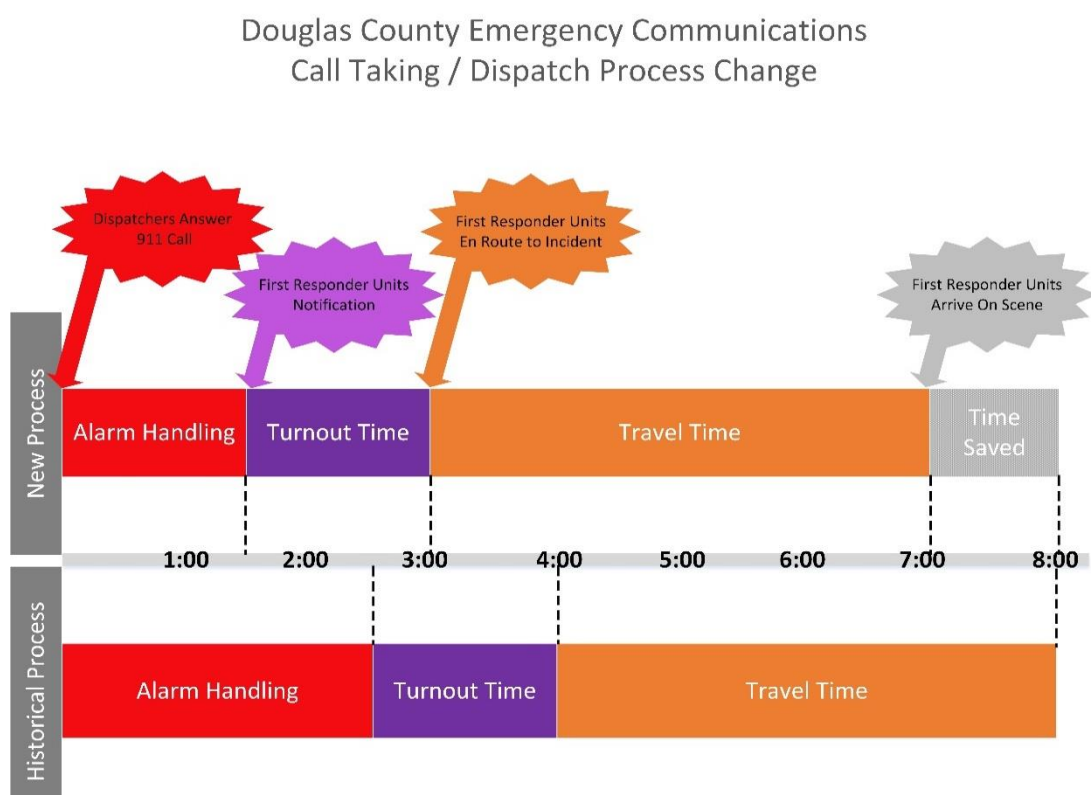 Douglas County Emergency Communications
Call Taking / Dispatch Process Change
Dispatchers Answer
911 Call
First Responder Units
Notification
First Responder Units
En Route to Incident
First Responder Units
Arrive On Scene
New Process
Alarm Handling
Turnout Time
Travel Time
Time
Saved
1:00 2:00 3:00 4:00 5:00 6:00 7:00 8:00
Historical Process
Alarm Handling
Turnout Time
Travel Time